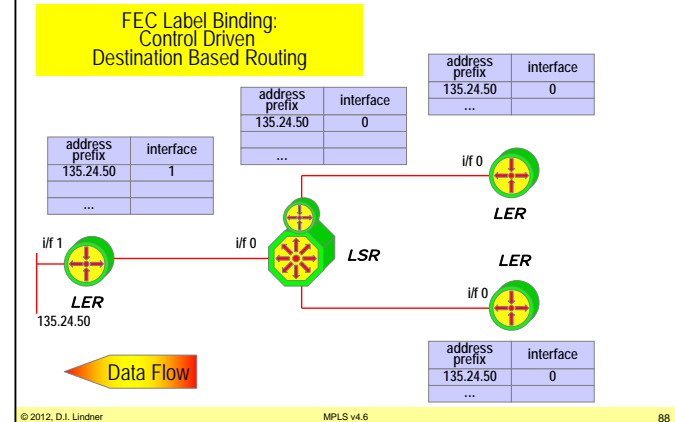 FEC Label Binding:
Control Driven
Destination Based Routing
address prefix interface
135.24.50 0
...
address prefix interface
135.24.50 0
...
address prefix interface
135.24.50 1
...
i/f 0
LER
i/f 1
i/f 0
LSR
LER
LER
i/f 0
135.24.50
address prefix interface
135.24.50 0
...
Data Flow
© 2012, D.I. Lindner
MPLS v4.6
88